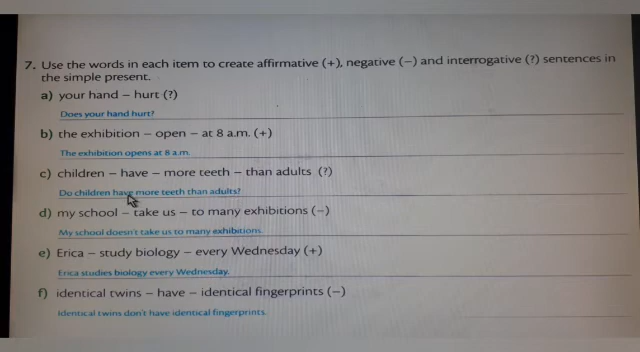 7. Use the words in each item to create affirmative (+), negative (−) and interrogative (?) sentences in
the simple present.
a) your hand – hurt (?)
Does your hand hurt?
b) the exhibition – open – at 8 a.m. (+)
The exhibition opens at 8 a.m.
c) children – have – more teeth – than adults (?)
Do children have more teeth than adults?
d) my school – take us – to many exhibitions (−)
My school doesn't take us to many exhibitions.
e) Erica – study biology – every Wednesday (+)
Erica studies biology every Wednesday.
f) identical twins – have – identical fingerprints (−)
Identical twins don't have identical fingerprints.